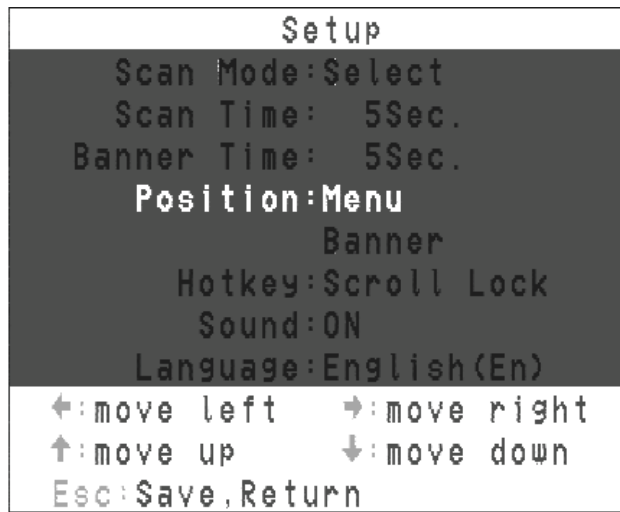 Setup
Scan Mode:Select
Scan Time: 5Sec.
Banner Time: 5Sec.
Position:Menu
Banner
Hotkey:Scroll Lock
Sound:ON
Language:English(En)
←:move left →:move right
↑:move up ↓:move down
Esc:Save,Return